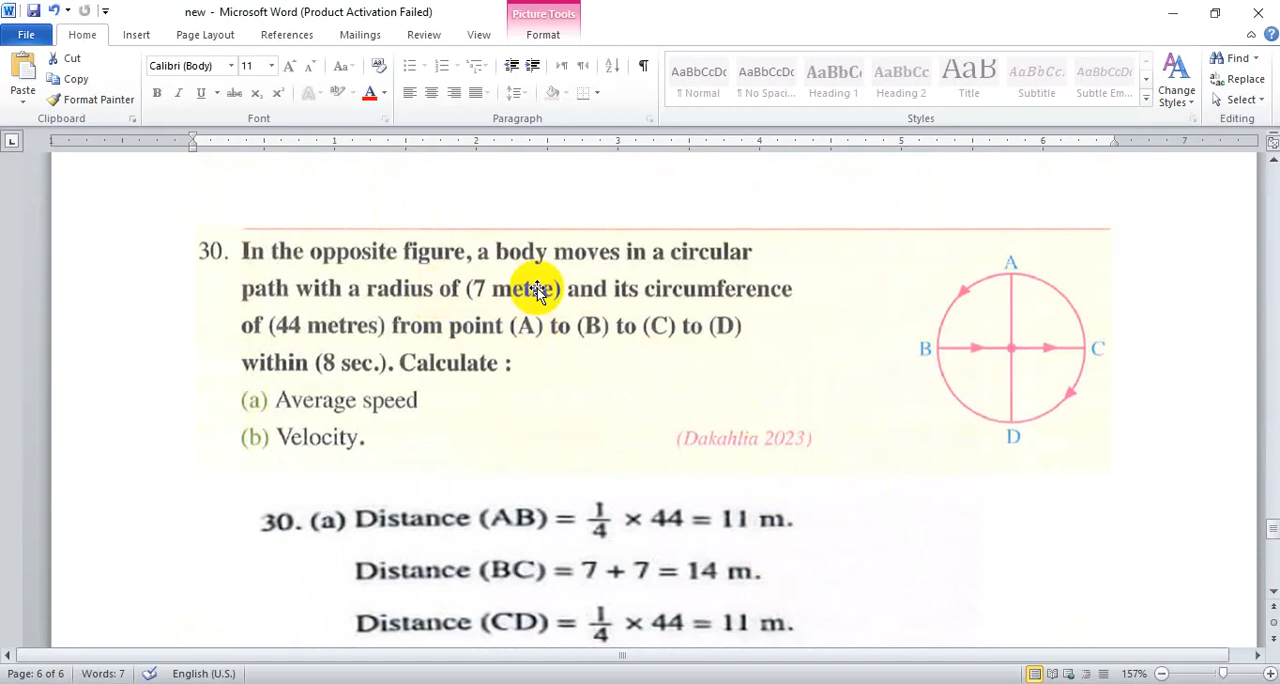 new - Microsoft Word (Product Activation Failed)
Picture Tools
File
Home
Insert
Page Layout
References
Mailings
Review
View
Format
Paste
Cut
Copy
Format Painter
Clipboard
Calibri (Body)
11
Font
Paragraph
AaBbCcDc
¶ Normal
AaBbCcDc
¶ No Spaci...
AaBbC
Heading 1
AaBbCc
Heading 2
AaB
Title
AaBbCc.
Subtitle
AaBbCcDc
Subtle Em...
Change
Styles
Styles
Find
Replace
Select
Editing
30. In the opposite figure, a body moves in a circular
path with a radius of (7 metre) and its circumference
of (44 metres) from point (A) to (B) to (C) to (D)
within (8 sec.). Calculate :
(a) Average speed
(b) Velocity.
(Dakahlia 2023)
A
B
C
D
30. (a) Distance (AB) = 1/4 × 44 = 11 m.
Distance (BC) = 7 + 7 = 14 m.
Distance (CD) = 1/4 × 44 = 11 m.
Page: 6 of 6
Words: 7
English (U.S.)
157%